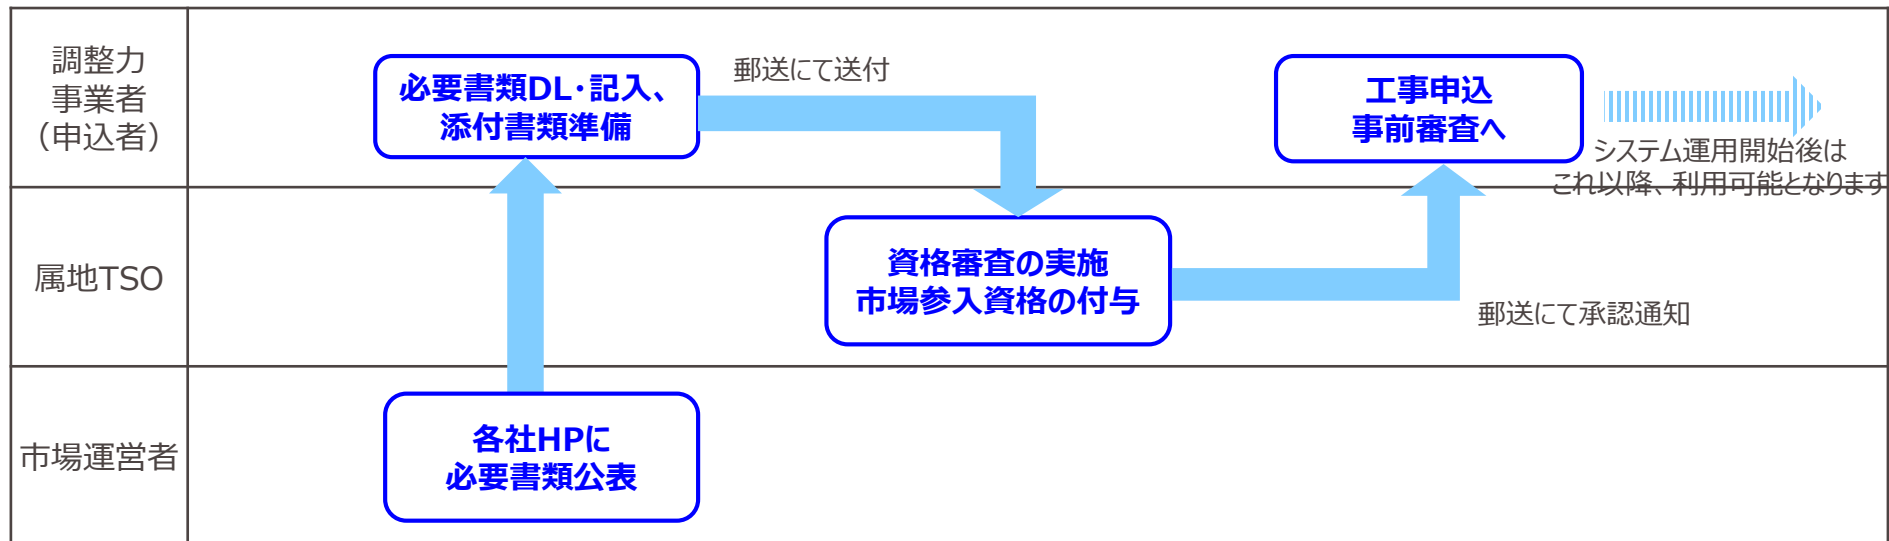 調整力
事業者
（申込者）
必要書類DL・記入、
添付書類準備
郵送にて送付
工事申込
事前審査へ
システム運用開始後は
これ以降、利用可能となります
属地TSO
資格審査の実施
市場参入資格の付与
郵送にて承認通知
市場運営者
各社HPに
必要書類公表